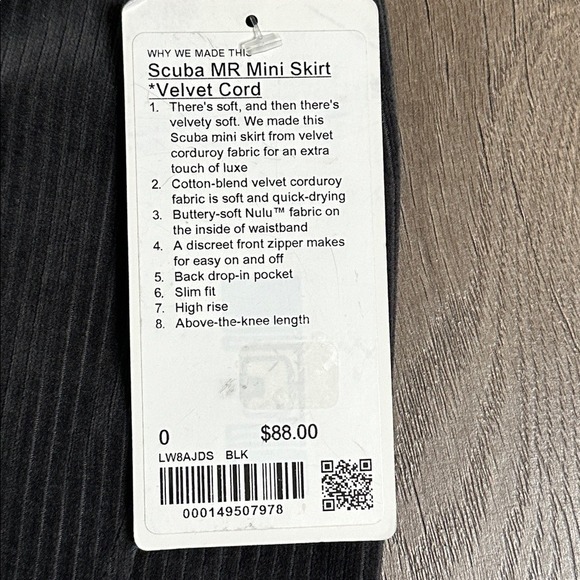 WHY WE MADE THIS
Scuba MR Mini Skirt
*Velvet Cord
1. There's soft, and then there's
velvety soft. We made this
Scuba mini skirt from velvet
corduroy fabric for an extra
touch of luxe
2. Cotton-blend velvet corduroy
fabric is soft and quick-drying
3. Buttery-soft Nulu™ fabric on
the inside of waistband
4. A discreet front zipper makes
for easy on and off
5. Back drop-in pocket
6. Slim fit
7. High rise
8. Above-the-knee length
0 $88.00
LW8AJDS BLK
000149507978